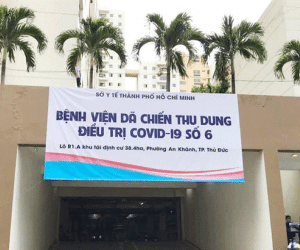 SỞ Y TẾ THÀNH PHỐ HỒ CHÍ MINH
BỆNH VIỆN DÃ CHIẾN THU DUNG
ĐIỀU TRỊ COVID-19 SỐ 6
Lô R1.A khu tái định cư 38.4ha, Phường An Khánh, TP. Thủ Đức